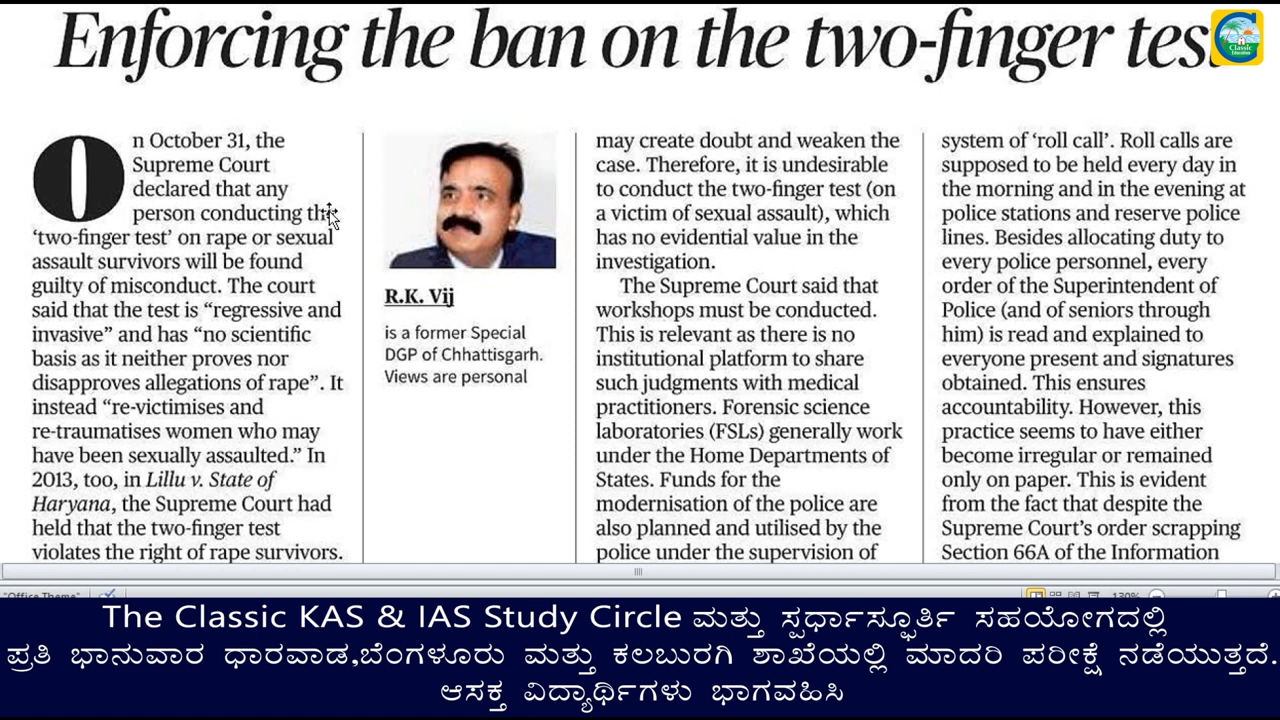 Enforcing the ban on the two-finger test
Classic
Education
On October 31, the
Supreme Court
declared that any
person conducting the
‘two-finger test’ on rape or sexual
assault survivors will be found
guilty of misconduct. The court
said that the test is “regressive and
invasive” and has “no scientific
basis as it neither proves nor
disapproves allegations of rape”. It
instead “re-victimises and
re-traumatises women who may
have been sexually assaulted.” In
2013, too, in Lillu v. State of
Haryana, the Supreme Court had
held that the two-finger test
violates the right of rape survivors.
R.K. Vij
is a former Special
DGP of Chhattisgarh.
Views are personal
may create doubt and weaken the
case. Therefore, it is undesirable
to conduct the two-finger test (on
a victim of sexual assault), which
has no evidential value in the
investigation.
The Supreme Court said that
workshops must be conducted.
This is relevant as there is no
institutional platform to share
such judgments with medical
practitioners. Forensic science
laboratories (FSLs) generally work
under the Home Departments of
States. Funds for the
modernisation of the police are
also planned and utilised by the
police under the supervision of
system of ‘roll call’. Roll calls are
supposed to be held every day in
the morning and in the evening at
police stations and reserve police
lines. Besides allocating duty to
every police personnel, every
order of the Superintendent of
Police (and of seniors through
him) is read and explained to
everyone present and signatures
obtained. This ensures
accountability. However, this
practice seems to have either
become irregular or remained
only on paper. This is evident
from the fact that despite the
Supreme Court’s order scrapping
Section 66A of the Information
"Office Theme"
130%
The Classic KAS & IAS Study Circle ಮತ್ತು ಸ್ಪರ್ಧಾಸ್ಫೂರ್ತಿ ಸಹಯೋಗದಲ್ಲಿ
ಪ್ರತಿ ಭಾನುವಾರ ಧಾರವಾಡ,ಬೆಂಗಳೂರು ಮತ್ತು ಕಲಬುರಗಿ ಶಾಖೆಯಲ್ಲಿ ಮಾದರಿ ಪರೀಕ್ಷೆ ನಡೆಯುತ್ತದೆ.
ಆಸಕ್ತ ವಿದ್ಯಾರ್ಥಿಗಳು ಭಾಗವಹಿಸಿ